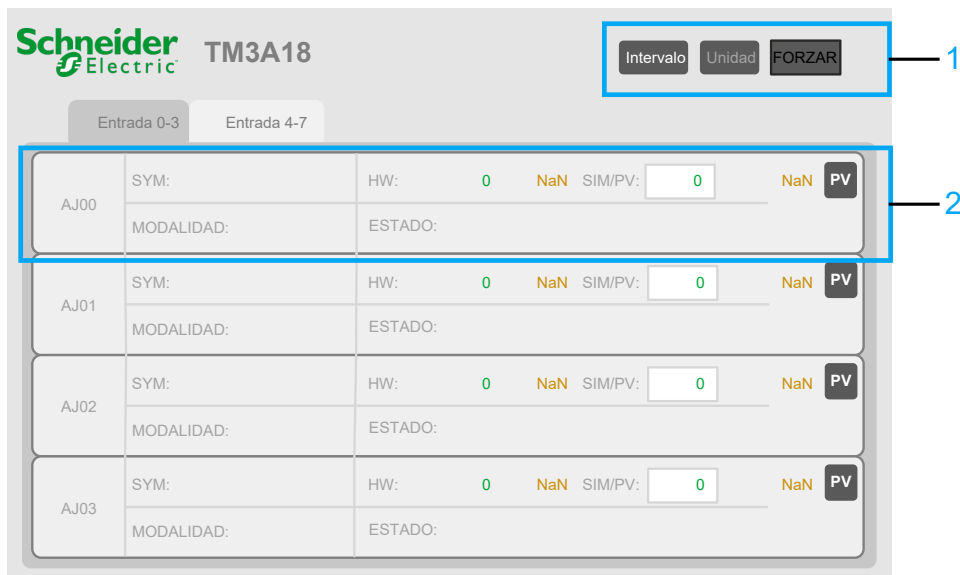 Schneider Electric TM3A18
Intervalo Unidad FORZAR 1
Entrada 0-3 Entrada 4-7
AJ00 SYM: HW: 0 NaN SIM/PV: 0 NaN PV 2
MODALIDAD: ESTADO:
AJ01 SYM: HW: 0 NaN SIM/PV: 0 NaN PV
MODALIDAD: ESTADO:
AJ02 SYM: HW: 0 NaN SIM/PV: 0 NaN PV
MODALIDAD: ESTADO:
AJ03 SYM: HW: 0 NaN SIM/PV: 0 NaN PV
MODALIDAD: ESTADO: